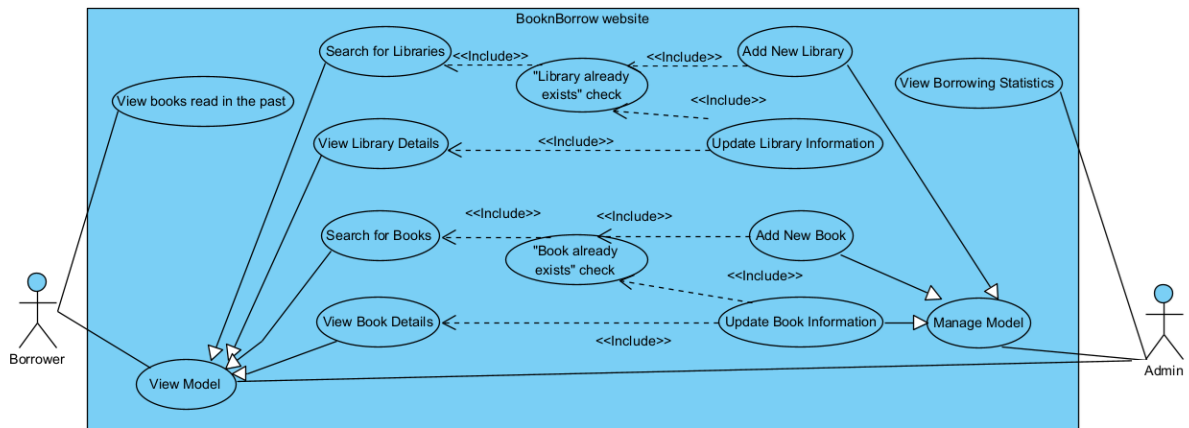 BooknBorrow website
Search for Libraries
<<Include>>
<<Include>>
Add New Library
"Library already
exists" check
View books read in the past
View Borrowing Statistics
<<Include>>
View Library Details
<<Include>>
Update Library Information
Search for Books
<<Include>>
<<Include>>
Add New Book
"Book already
exists" check
<<Include>>
View Book Details
<<Include>>
Update Book Information
Manage Model
Borrower
Admin
View Model